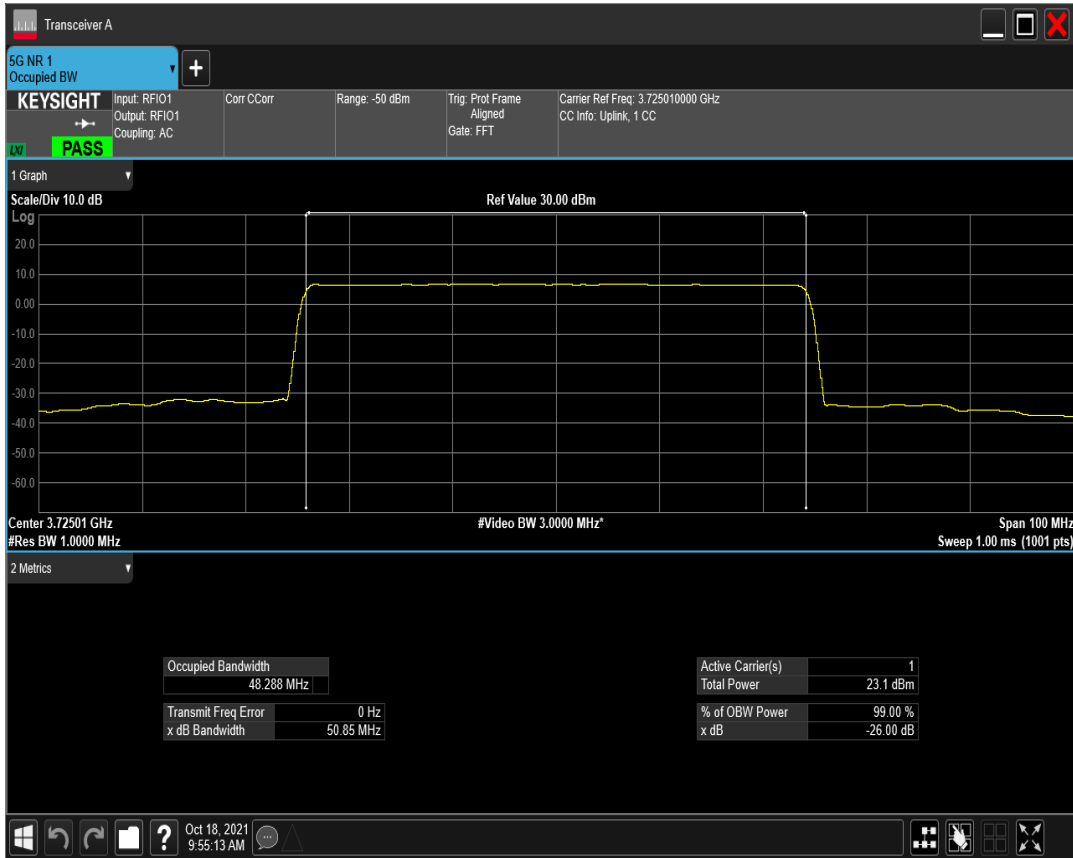 Transceiver A
5G NR 1
Occupied BW
+
KEYSIGHT
LXI
PASS
Input: RFIO1
Output: RFIO1
Coupling: AC
Corr CCorr
Range: -50 dBm
Trig: Prot Frame
Aligned
Gate: FFT
Carrier Ref Freq: 3.725010000 GHz
CC Info: Uplink, 1 CC
1 Graph
Scale/Div 10.0 dB
Ref Value 30.00 dBm
Log
20.0
10.0
0.00
-10.0
-20.0
-30.0
-40.0
-50.0
-60.0
Center 3.72501 GHz
#Video BW 3.0000 MHz*
Span 100 MHz
#Res BW 1.0000 MHz
Sweep 1.00 ms (1001 pts)
2 Metrics
Occupied Bandwidth
48.288 MHz
Transmit Freq Error 0 Hz
x dB Bandwidth 50.85 MHz
Active Carrier(s) 1
Total Power 23.1 dBm
% of OBW Power 99.00 %
x dB -26.00 dB
?
Oct 18, 2021
9:55:13 AM